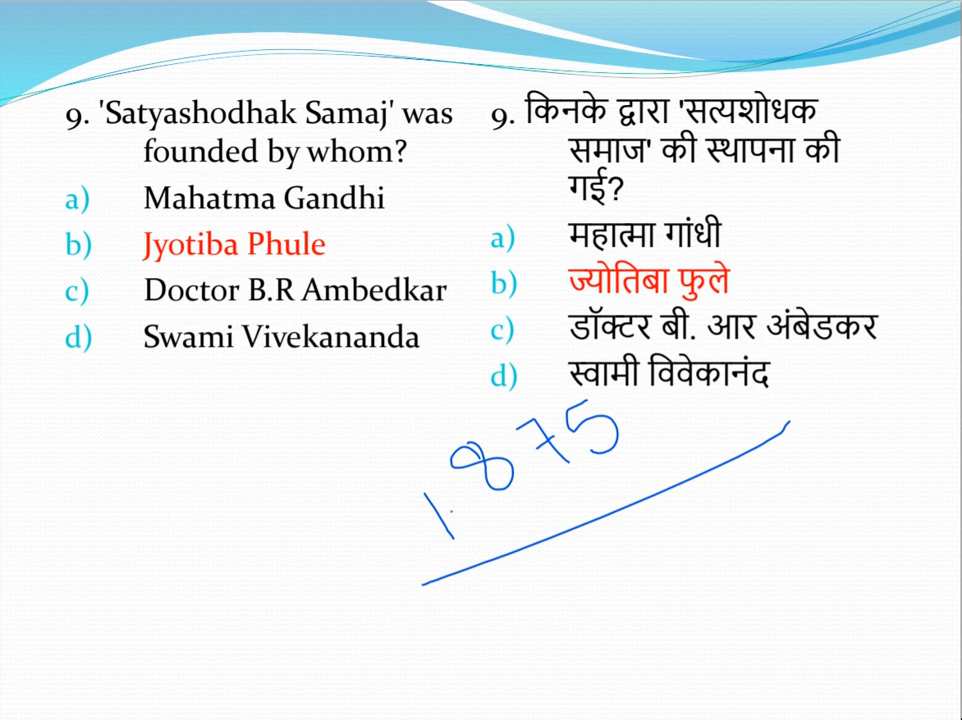 9. 'Satyashodhak Samaj' was
founded by whom?
a) Mahatma Gandhi
b) Jyotiba Phule
c) Doctor B.R Ambedkar
d) Swami Vivekananda
9. किनके द्वारा 'सत्यशोधक
समाज' की स्थापना की
गई?
a) महात्मा गांधी
b) ज्योतिबा फुले
c) डॉक्टर बी. आर अंबेडकर
d) स्वामी विवेकानंद
1875